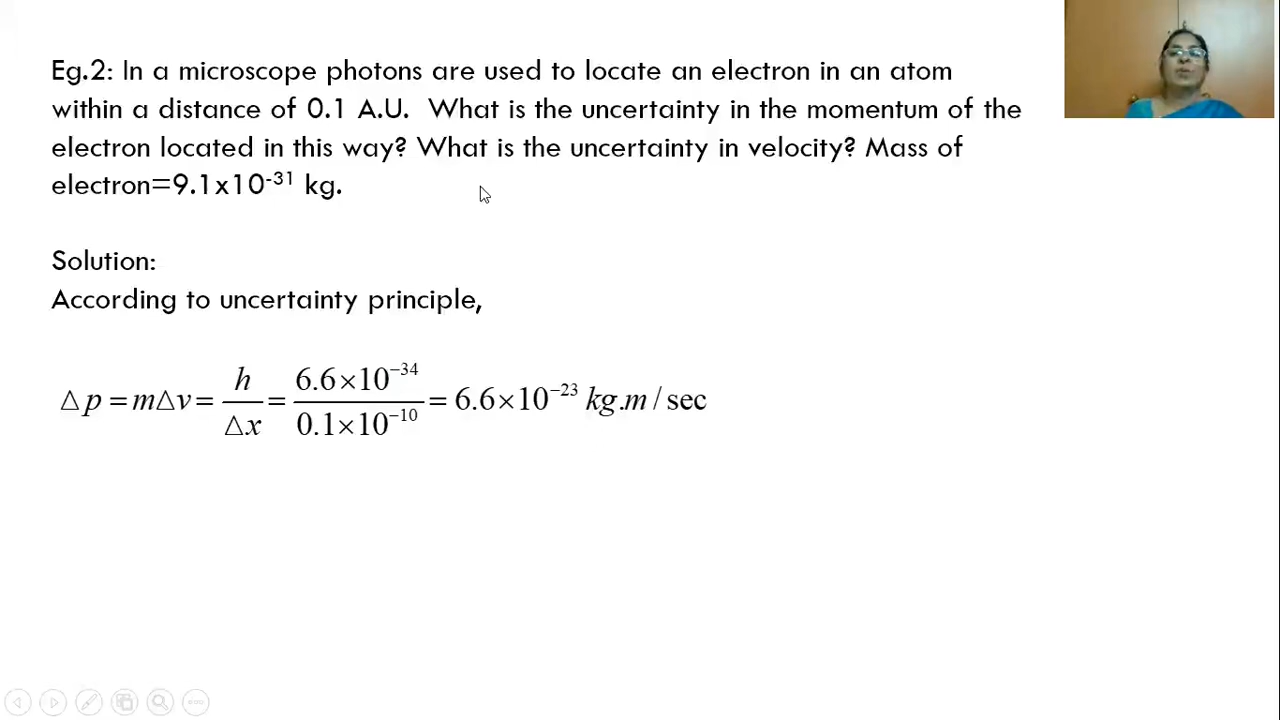 Eg.2: In a microscope photons are used to locate an electron in an atom
within a distance of 0.1 A.U. What is the uncertainty in the momentum of the
electron located in this way? What is the uncertainty in velocity? Mass of
electron=9.1x10⁻³¹ kg.
Solution:
According to uncertainty principle,
△p = m△v = h/△x = 6.6×10⁻³⁴/0.1×10⁻¹⁰ = 6.6×10⁻²³ kg.m / sec